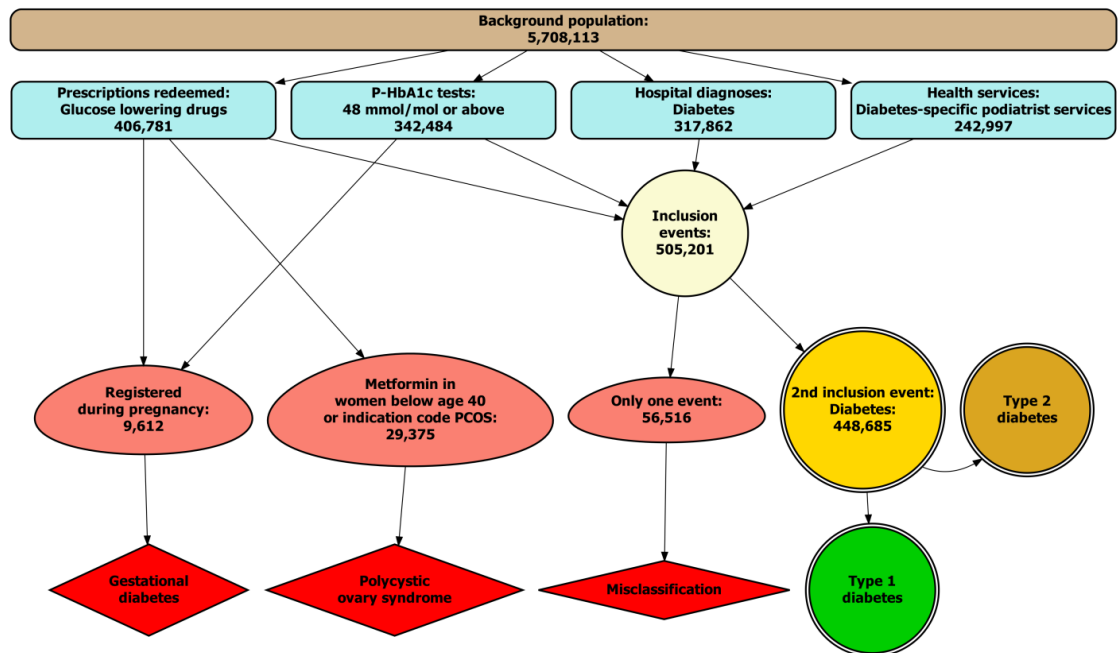 Background population:
5,708,113
Prescriptions redeemed:
Glucose lowering drugs
406,781
P-HbA1c tests:
48 mmol/mol or above
342,484
Hospital diagnoses:
Diabetes
317,862
Health services:
Diabetes-specific podiatrist services
242,997
Inclusion
events:
505,201
Registered
during pregnancy:
9,612
Metformin in
women below age 40
or indication code PCOS:
29,375
Only one event:
56,516
2nd inclusion event:
Diabetes:
448,685
Type 2
diabetes
Gestational
diabetes
Polycystic
ovary syndrome
Misclassification
Type 1
diabetes